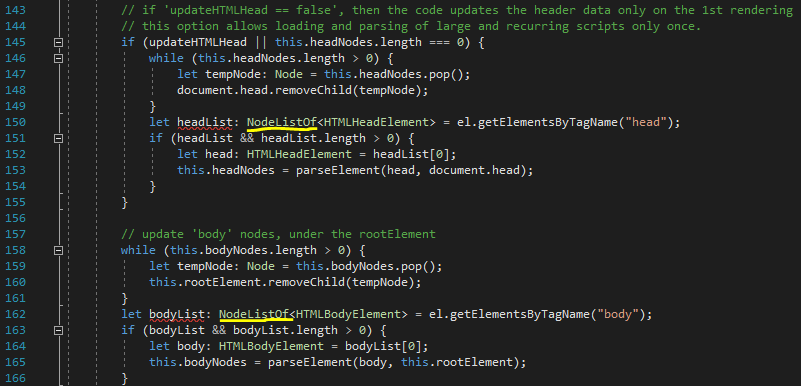 143 // if 'updateHTMLHead == false', then the code updates the header data only on the 1st rendering
144 // this option allows loading and parsing of large and recurring scripts only once.
145 if (updateHTMLHead || this.headNodes.length === 0) {
146 while (this.headNodes.length > 0) {
147 let tempNode: Node = this.headNodes.pop();
148 document.head.removeChild(tempNode);
149 }
150 let headList: NodeListOf<HTMLHeadElement> = el.getElementsByTagName("head");
151 if (headList && headList.length > 0) {
152 let head: HTMLHeadElement = headList[0];
153 this.headNodes = parseElement(head, document.head);
154 }
155 }
156
157 // update 'body' nodes, under the rootElement
158 while (this.bodyNodes.length > 0) {
159 let tempNode: Node = this.bodyNodes.pop();
160 this.rootElement.removeChild(tempNode);
161 }
162 let bodyList: NodeListOf<HTMLBodyElement> = el.getElementsByTagName("body");
163 if (bodyList && bodyList.length > 0) {
164 let body: HTMLBodyElement = bodyList[0];
165 this.bodyNodes = parseElement(body, this.rootElement);
166 }